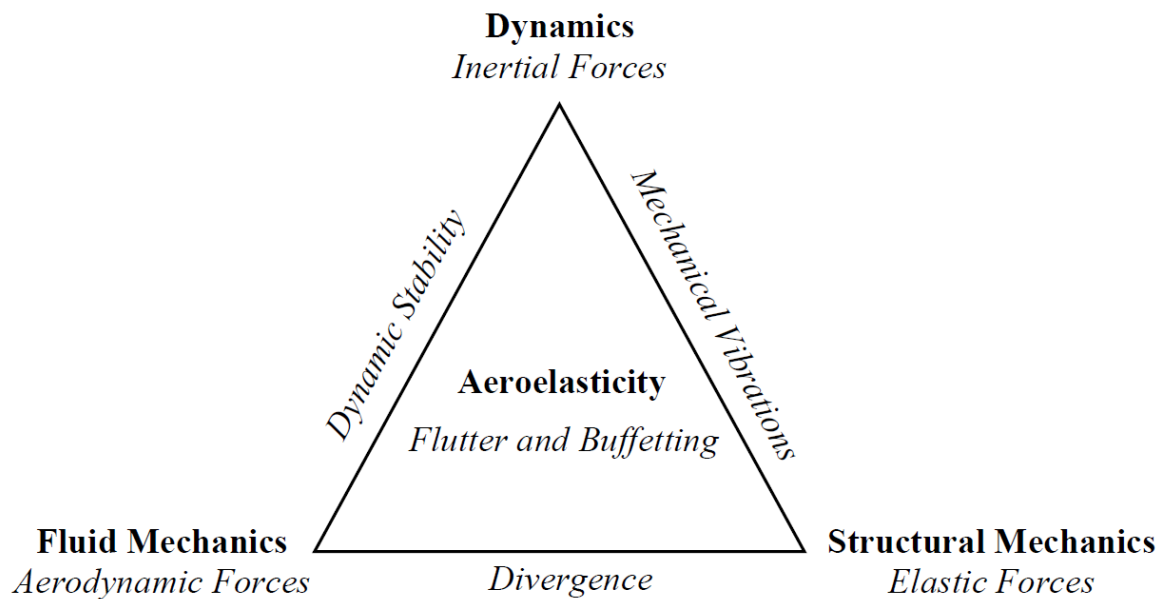 Dynamics
Inertial Forces
Dynamic Stability
Mechanical Vibrations
Aeroelasticity
Flutter and Buffetting
Fluid Mechanics
Aerodynamic Forces
Divergence
Structural Mechanics
Elastic Forces